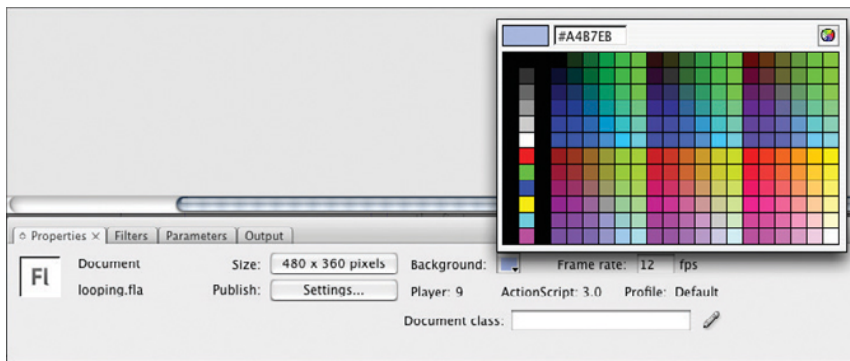 #A4B7EB
Properties × Filters Parameters Output
Fl Document Size: 480 x 360 pixels Background: Frame rate: 12 fps
looping.fla Publish: Settings... Player: 9 ActionScript: 3.0 Profile: Default
Document class: